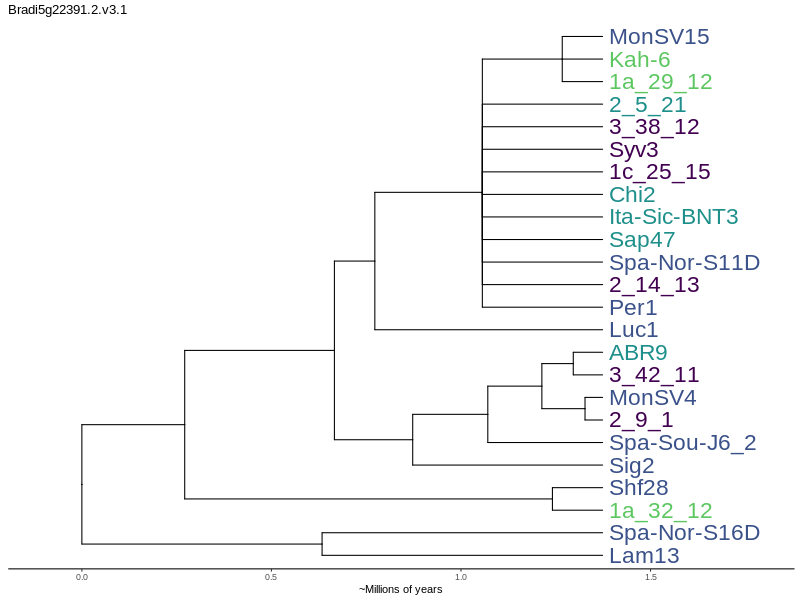 Bradi5g22391.2.v3.1
MonSV15
Kah-6
1a_29_12
2_5_21
3_38_12
Syv3
1c_25_15
Chi2
Ita-Sic-BNT3
Sap47
Spa-Nor-S11D
2_14_13
Per1
Luc1
ABR9
3_42_11
MonSV4
2_9_1
Spa-Sou-J6_2
Sig2
Shf28
1a_32_12
Spa-Nor-S16D
Lam13
0.0 0.5 1.0 1.5
~Millions of years